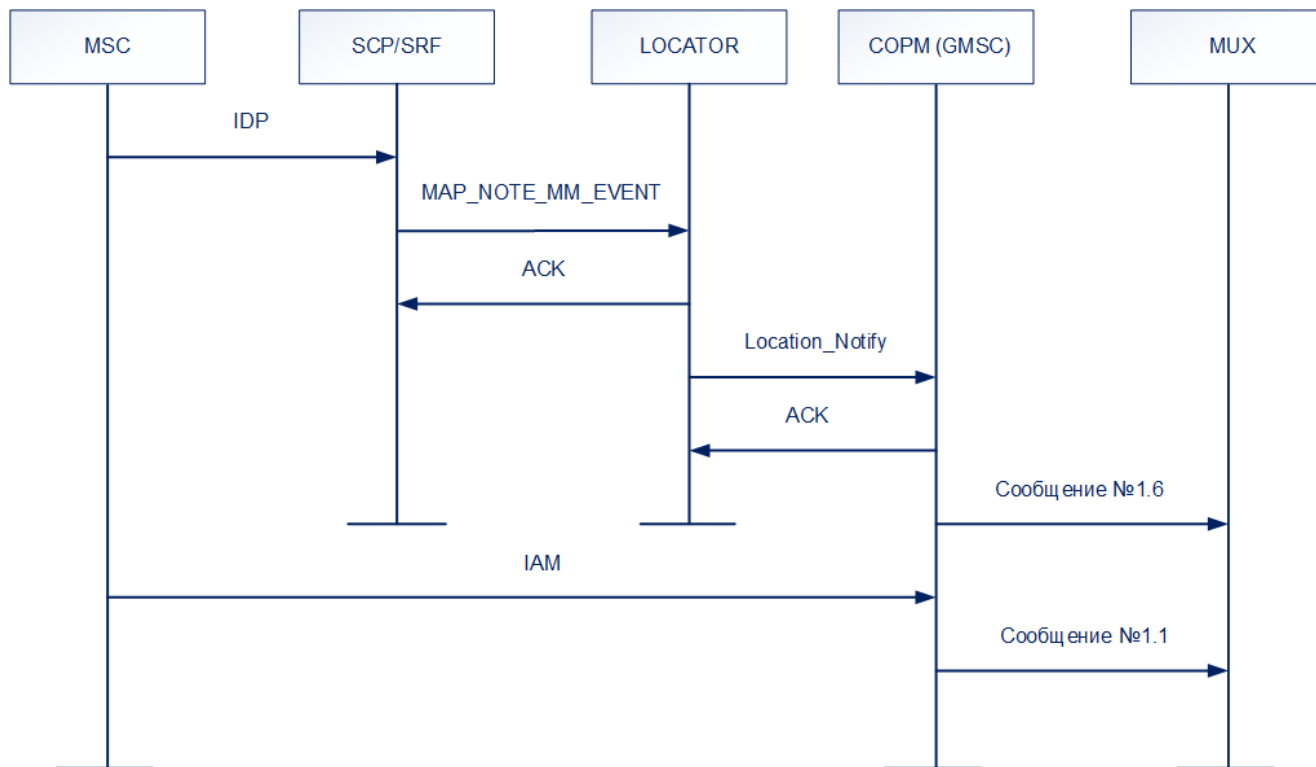 MSC
SCP/SRF
LOCATOR
СОРМ (GMSC)
MUX
IDP
MAP_NOTE_MM_EVENT
ACK
Location_Notify
ACK
Сообщение №1.6
IAM
Сообщение №1.1